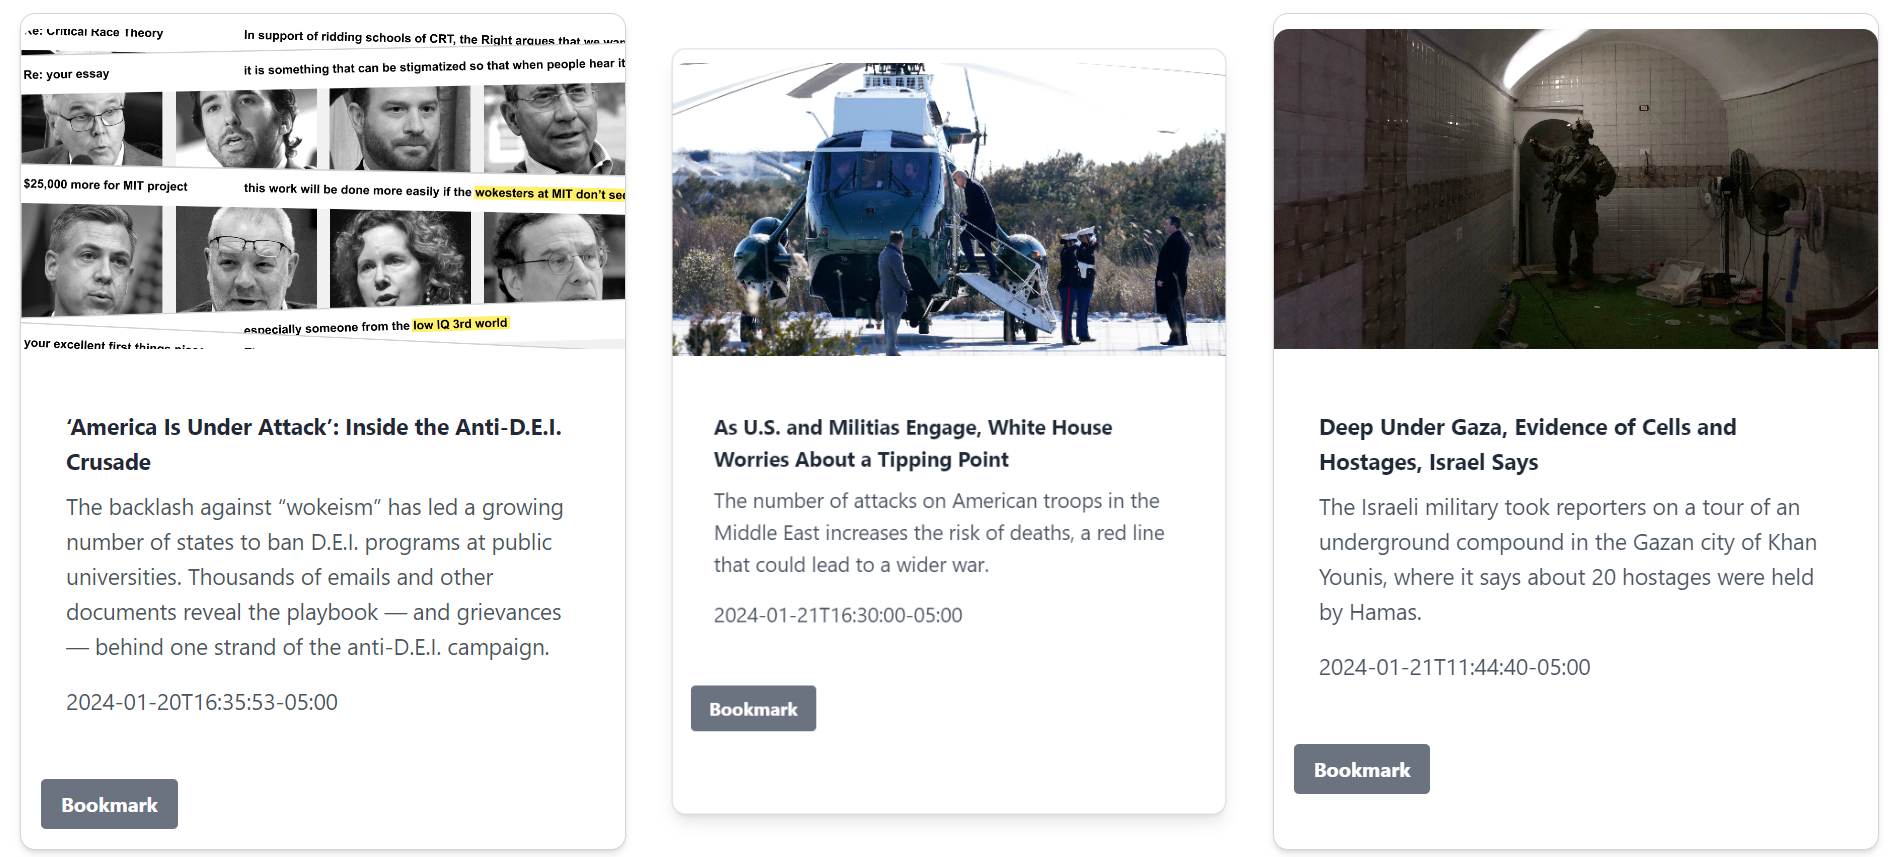 Re: Critical Race Theory
In support of ridding schools of CRT, the Right argues that we
Re: your essay
it is something that can be stigmatized so that when people hear it
$25,000 more for MIT project
this work will be done more easily if the wokesters at MIT don't see
especially someone from the low IQ 3rd world
your excellent first things
‘America Is Under Attack’: Inside the Anti-D.E.I.
Crusade
The backlash against “wokeism” has led a growing
number of states to ban D.E.I. programs at public
universities. Thousands of emails and other
documents reveal the playbook — and grievances
— behind one strand of the anti-D.E.I. campaign.
2024-01-20T16:35:53-05:00
Bookmark
As U.S. and Militias Engage, White House
Worries About a Tipping Point
The number of attacks on American troops in the
Middle East increases the risk of deaths, a red line
that could lead to a wider war.
2024-01-21T16:30:00-05:00
Bookmark
Deep Under Gaza, Evidence of Cells and
Hostages, Israel Says
The Israeli military took reporters on a tour of an
underground compound in the Gazan city of Khan
Younis, where it says about 20 hostages were held
by Hamas.
2024-01-21T11:44:40-05:00
Bookmark